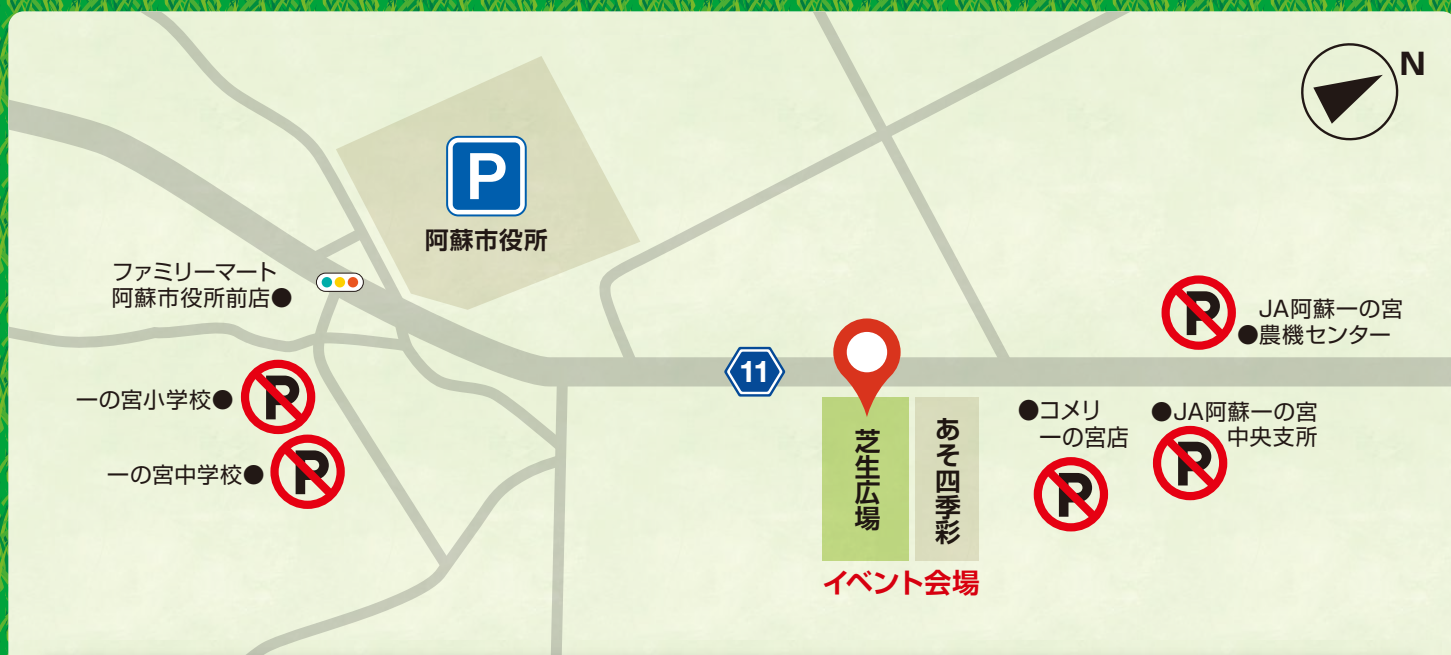 N
P
阿蘇市役所
ファミリーマート
阿蘇市役所前店●
P
JA阿蘇一の宮
●農機センター
11
一の宮小学校●
P
一の宮中学校●
P
芝生広場
あそ四季彩
●コメリ
一の宮店
P
●JA阿蘇一の宮
中央支所
P
イベント会場